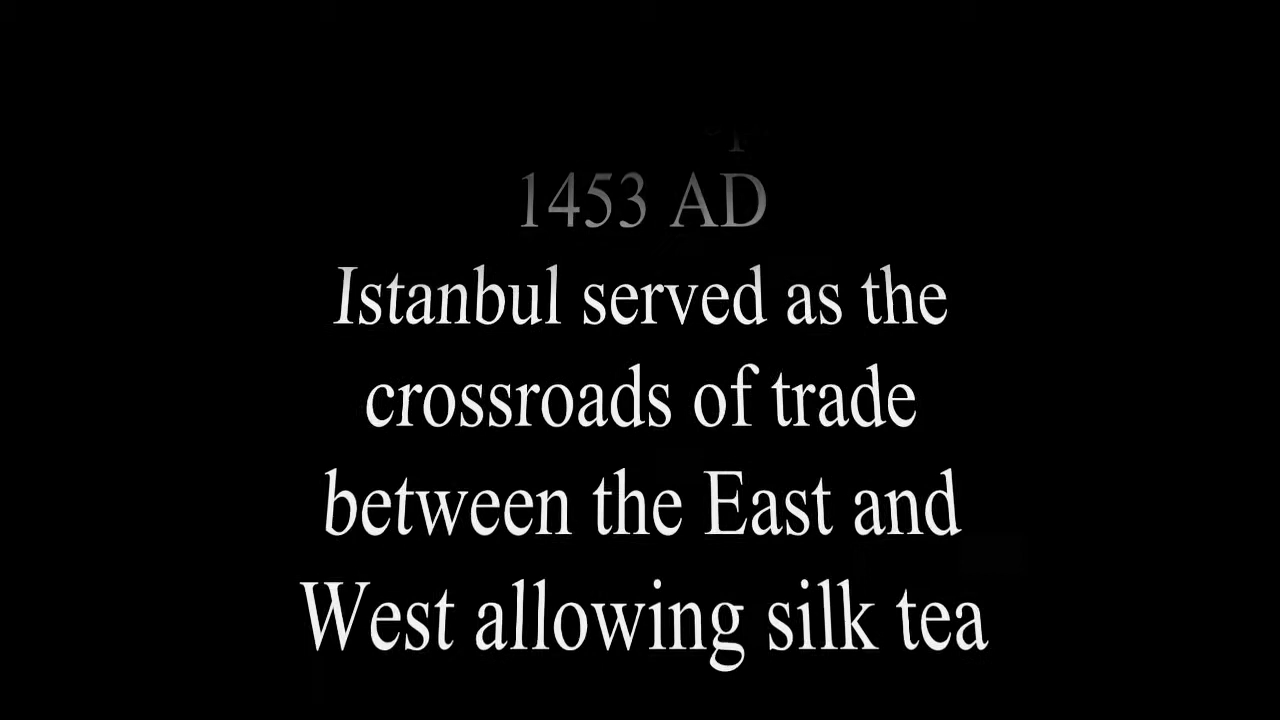 1453 AD
Istanbul served as the
crossroads of trade
between the East and
West allowing silk tea